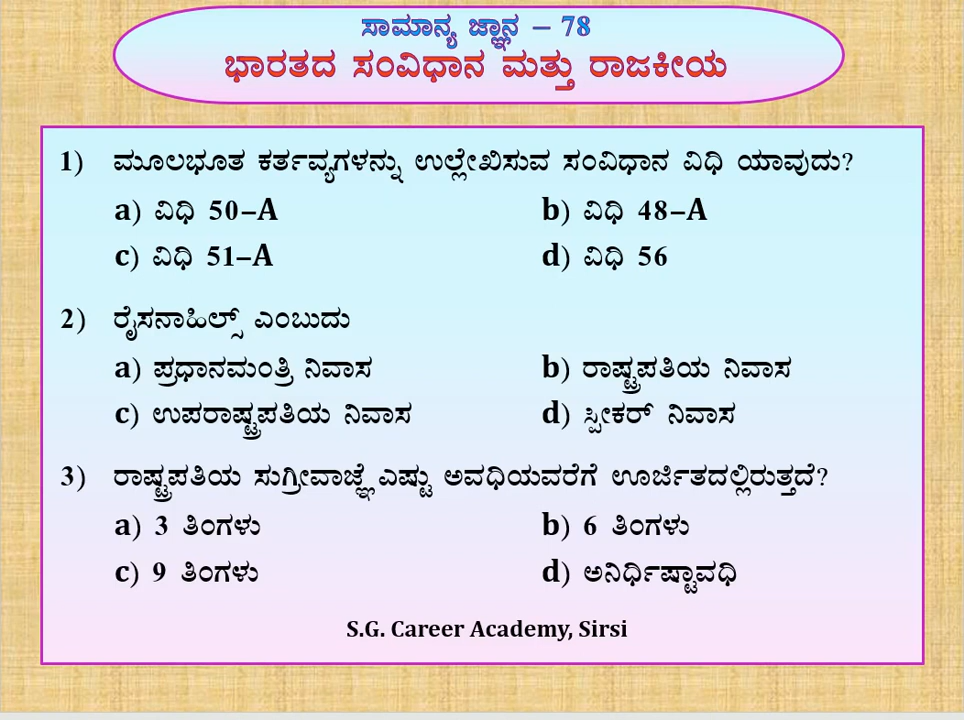 ಸಾಮಾನ್ಯ ಜ್ಞಾನ – 78
ಭಾರತದ ಸಂವಿಧಾನ ಮತ್ತು ರಾಜಕೀಯ
1) ಮೂಲಭೂತ ಕರ್ತವ್ಯಗಳನ್ನು ಉಲ್ಲೇಖಿಸುವ ಸಂವಿಧಾನ ವಿಧಿ ಯಾವುದು?
a) ವಿಧಿ 50–A b) ವಿಧಿ 48–A
c) ವಿಧಿ 51–A d) ವಿಧಿ 56
2) ರೈಸನಾಹಿಲ್ಸ್ ಎಂಬುದು
a) ಪ್ರಧಾನಮಂತ್ರಿ ನಿವಾಸ b) ರಾಷ್ಟ್ರಪತಿಯ ನಿವಾಸ
c) ಉಪರಾಷ್ಟ್ರಪತಿಯ ನಿವಾಸ d) ಸ್ಪೀಕರ್ ನಿವಾಸ
3) ರಾಷ್ಟ್ರಪತಿಯ ಸುಗ್ರೀವಾಜ್ಞೆ ಎಷ್ಟು ಅವಧಿಯವರೆಗೆ ಊರ್ಜಿತದಲ್ಲಿರುತ್ತದೆ?
a) 3 ತಿಂಗಳು b) 6 ತಿಂಗಳು
c) 9 ತಿಂಗಳು d) ಅನಿರ್ಧಿಷ್ಟಾವಧಿ
S.G. Career Academy, Sirsi